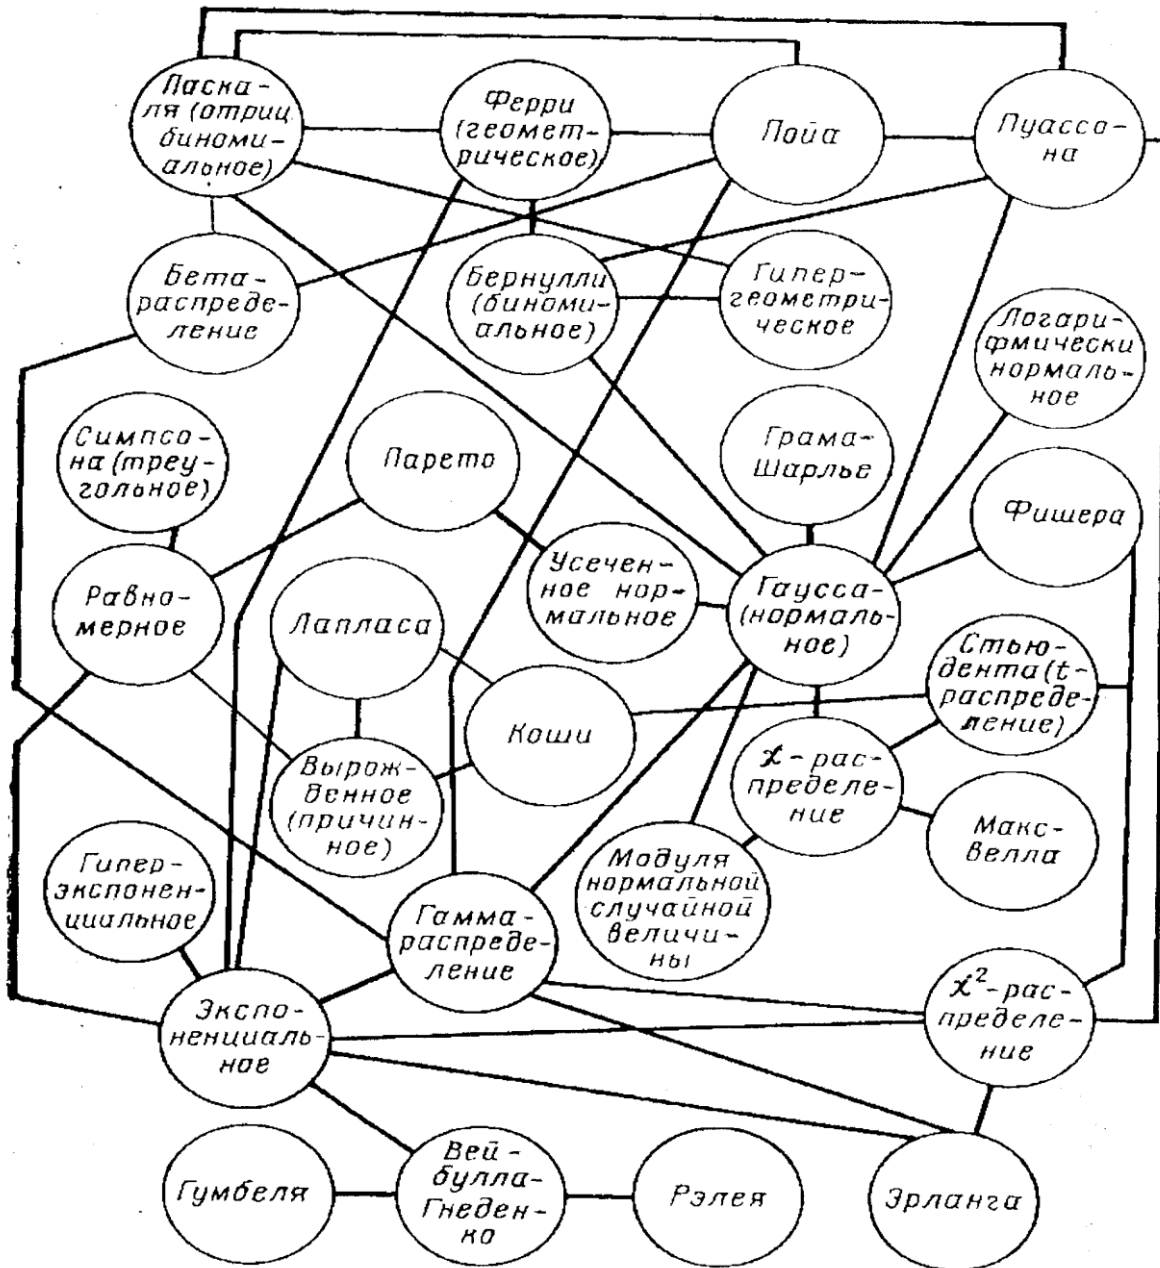 Паска-
ля (отриц.
биноми-
альное)
Ферри
(геомет-
рическое)
Пойа
Пуассо-
на
Бета-
распреде-
ление
Бернулли
(биноми-
альное)
Гипер-
геометри-
ческое
Логари-
фмически
нормаль-
ное
Симпсо-
на (треу-
гольное)
Парето
Грама-
Шарлье
Фишера
Равно-
мерное
Лапласа
Усечен-
ное нор-
мальное
Гаусса-
(нормаль-
ное)
Стью-
дента (t-
распреде-
ление)
Коши
Вырож-
денное
(причин-
ное)
χ-рас-
пределе-
ние
Макс-
велла
Гипер-
экспонен-
циальное
Гамма-
распреде-
ление
Модуля
нормальной
случайной
величи-
ны
Экспо-
ненциаль-
ное
χ²-рас-
пределе-
ние
Гумбеля
Вей-
булла-
Гнеден-
ко
Рэлея
Эрланга